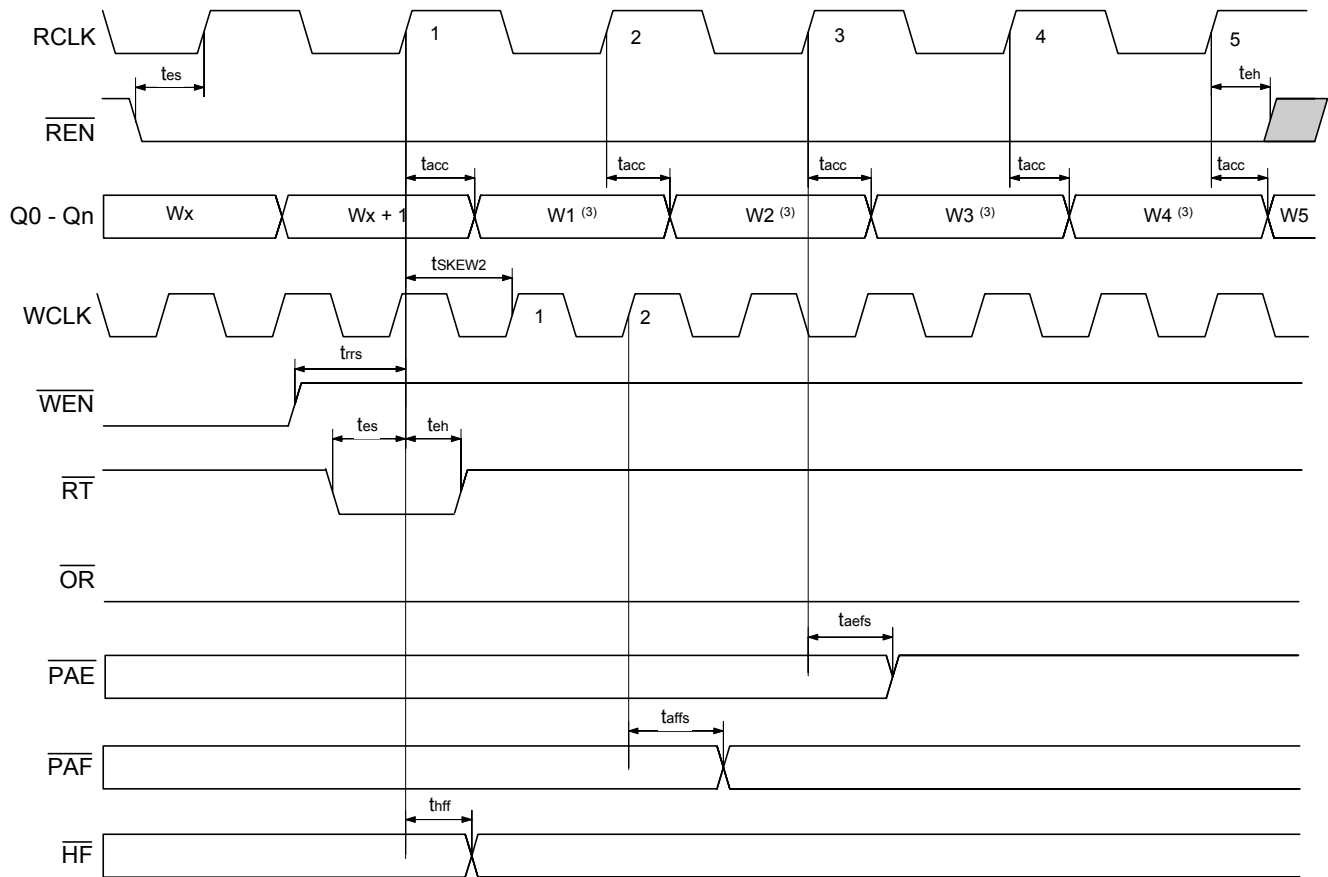 RCLK 1 2 3 4 5
tes teh
REN
tacc tacc tacc tacc tacc
Q0 - Qn Wx Wx + 1 W1 (3) W2 (3) W3 (3) W4 (3) W5
tSKEW2
WCLK 1 2
trrs
WEN
tes teh
RT
OR
taefs
PAE
taffs
PAF
thff
HF